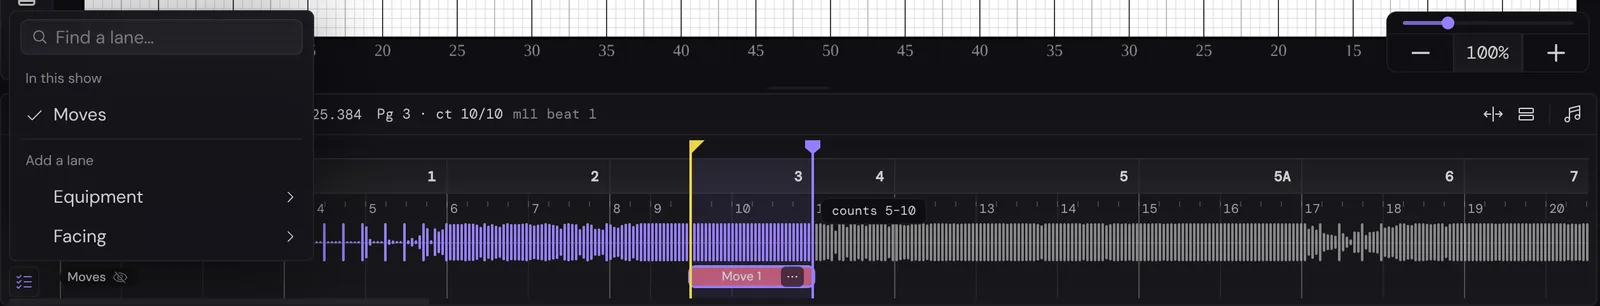 Find a lane...
In this show
Moves
Add a lane
Equipment
Facing
20 25 30 35 40 45 50 45 40 35 30 25 20 15
100%
25.384 Pg 3 · ct 10/10 m11 beat 1
1 2 3 4 5 5A 6 7
4 5 6 7 8 9 10 13 14 15 16 17 18 19 20
counts 5-10
Moves
Move 1 ...